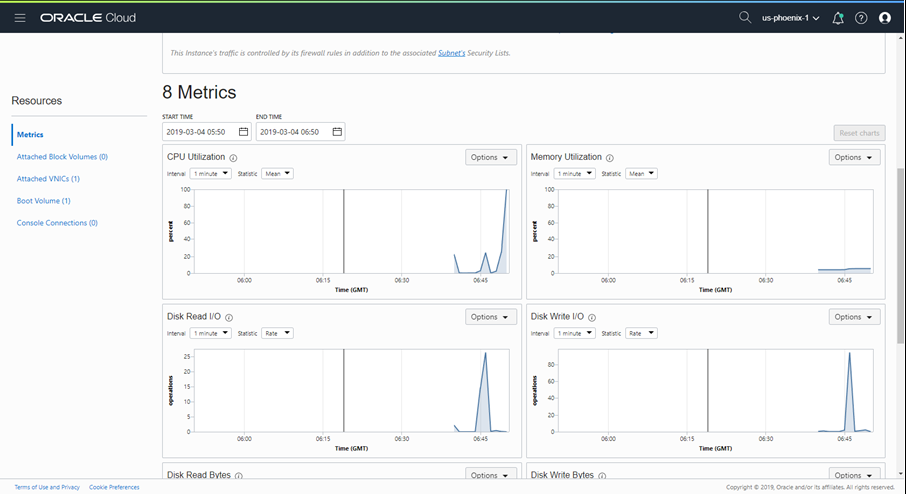 ORACLE Cloud
us-phoenix-1
This Instance's traffic is controlled by its firewall rules in addition to the associated Subnet's Security Lists.
Resources
Metrics
Attached Block Volumes (0)
Attached VNICs (1)
Boot Volume (1)
Console Connections (0)
8 Metrics
START TIME
END TIME
2019-03-04 05:50
2019-03-04 06:50
Reset charts
CPU Utilization
Options
Interval 1 minute Statistic Mean
percent
100
80
60
40
20
0
06:00 06:15 06:30 06:45
Time (GMT)
Memory Utilization
Options
Interval 1 minute Statistic Mean
percent
100
80
60
40
20
0
06:00 06:15 06:30 06:45
Time (GMT)
Disk Read I/O
Options
Interval 1 minute Statistic Rate
operations
25
20
15
10
5
0
06:00 06:15 06:30 06:45
Time (GMT)
Disk Write I/O
Options
Interval 1 minute Statistic Rate
operations
80
60
40
20
0
06:00 06:15 06:30 06:45
Time (GMT)
Disk Read Bytes
Options
Disk Write Bytes
Options
Terms of Use and Privacy
Cookie Preferences
Copyright © 2019, Oracle and/or its affiliates. All rights reserved.